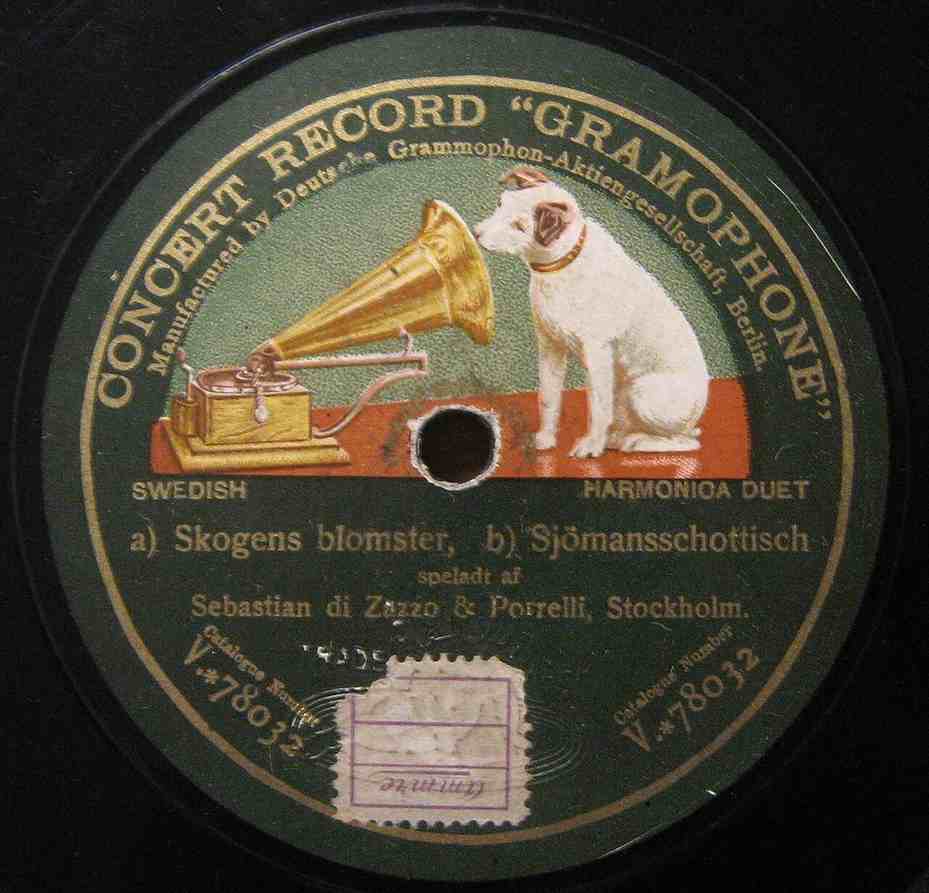 CONCERT RECORD “GRAMOPHONE”
Manufactured by Deutsche Grammophon-Aktiengesellschaft, Berlin.
SWEDISH
HARMONICA DUET
a) Skogens blomster, b) Sjömansschottisch
speladt af
Sebastian di Zazzo & Porrelli, Stockholm.
Catalogue Number
V.*78032
Catalogue Number
V.*78032